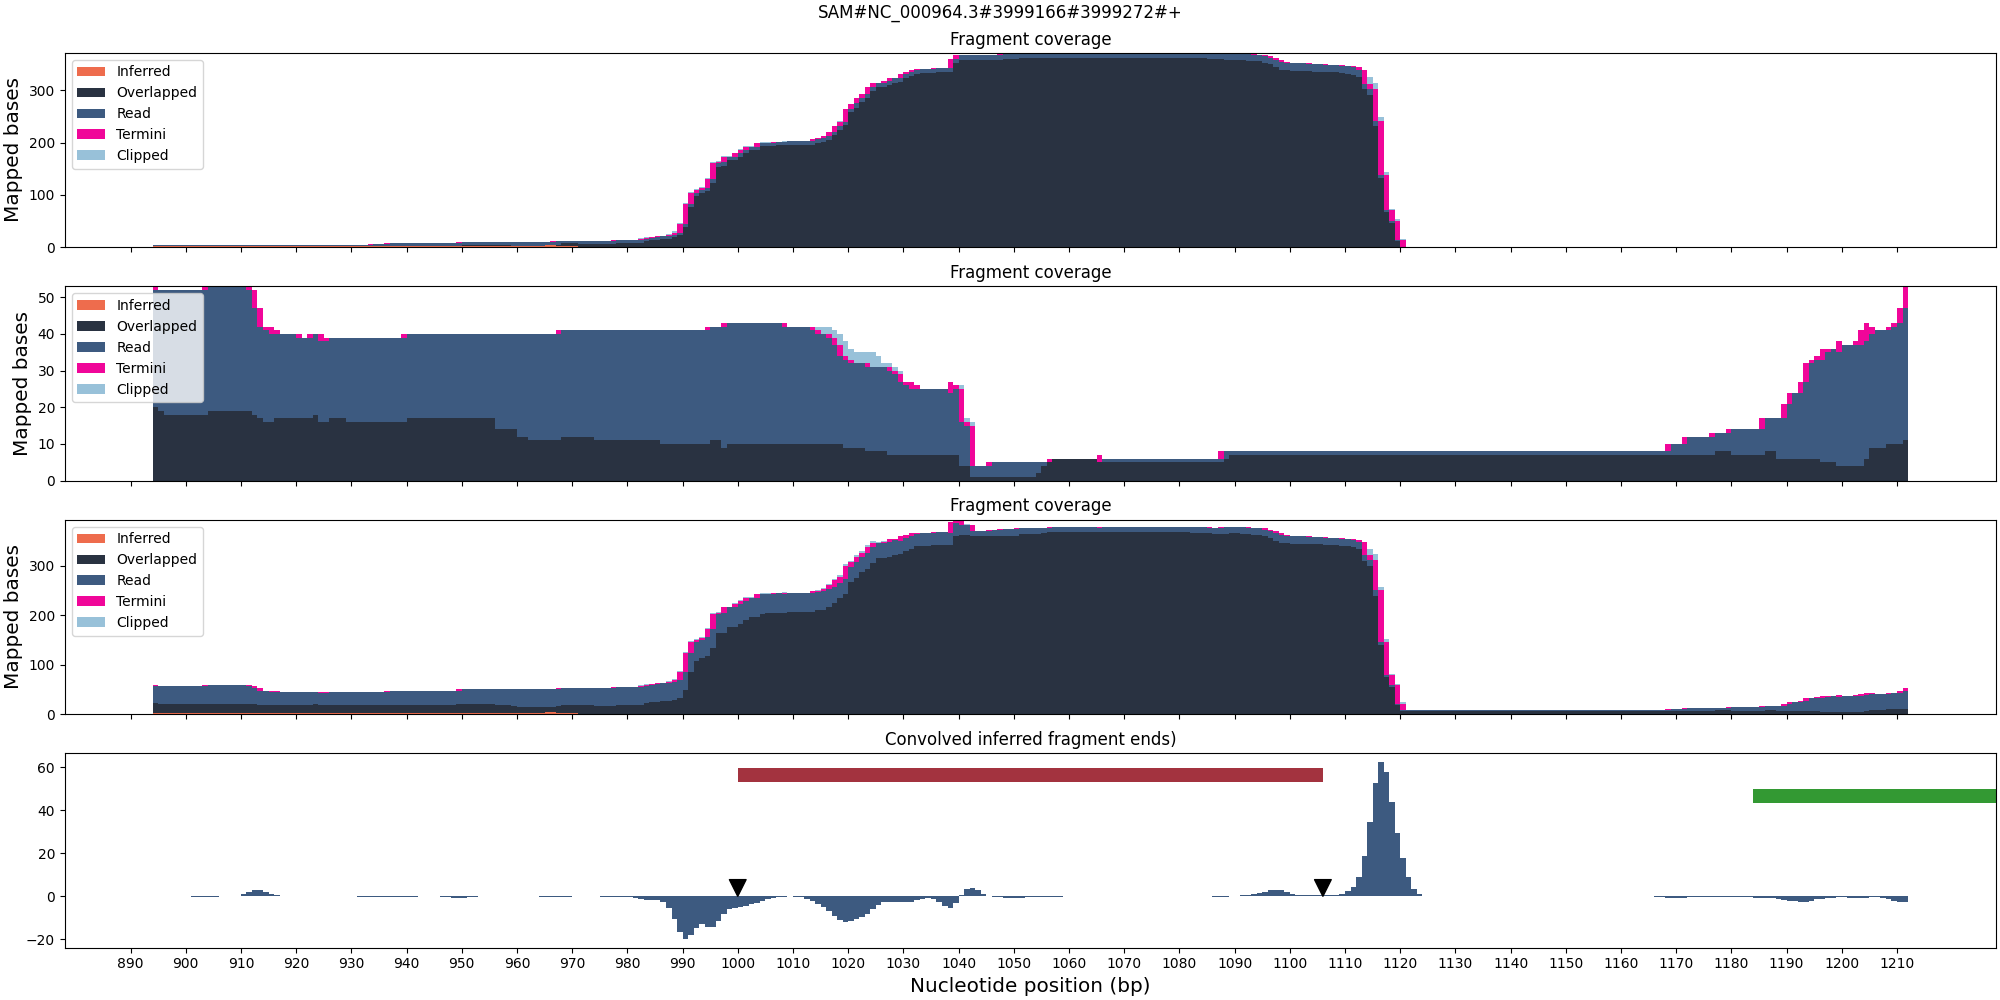 SAM#NC_000964.3#3999166#3999272#+
Fragment coverage
Mapped bases
300
200
100
0
Inferred
Overlapped
Read
Termini
Clipped
Fragment coverage
Mapped bases
50
40
30
20
10
0
Inferred
Overlapped
Read
Termini
Clipped
Fragment coverage
Mapped bases
300
200
100
0
Inferred
Overlapped
Read
Termini
Clipped
Convolved inferred fragment ends)
60
40
20
0
−20
890 900 910 920 930 940 950 960 970 980 990 1000 1010 1020 1030 1040 1050 1060 1070 1080 1090 1100 1110 1120 1130 1140 1150 1160 1170 1180 1190 1200 1210
Nucleotide position (bp)